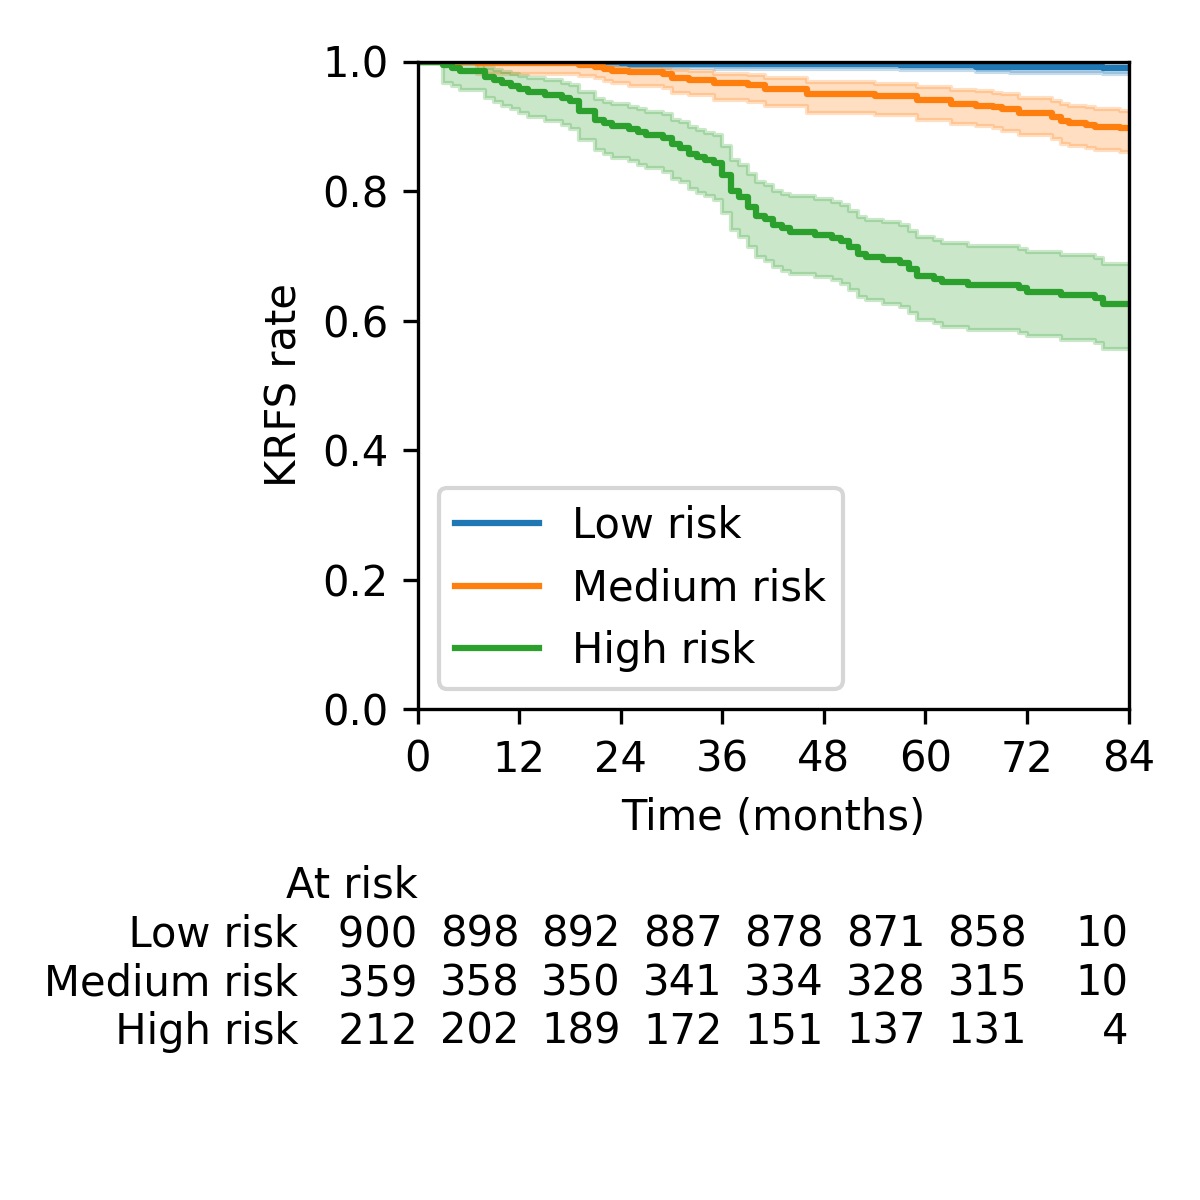 KRFS rate
1.0
0.8
0.6
0.4
0.2
0.0
Low risk
Medium risk
High risk
0 12 24 36 48 60 72 84
Time (months)
At risk
Low risk 900 898 892 887 878 871 858 10
Medium risk 359 358 350 341 334 328 315 10
High risk 212 202 189 172 151 137 131 4